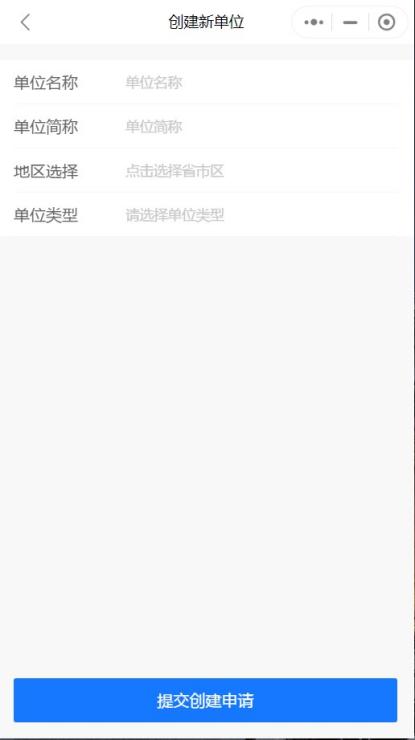 创建新单位
单位名称 单位名称
单位简称 单位简称
地区选择 点击选择省市区
单位类型 请选择单位类型
提交创建申请